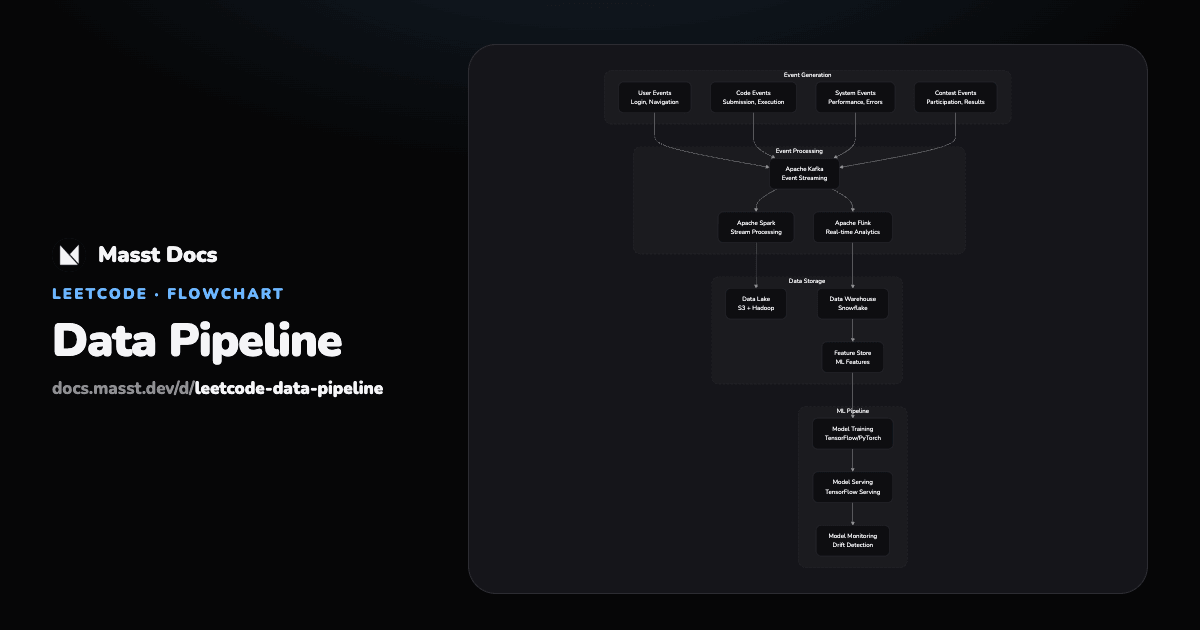 Masst Docs
LEETCODE · FLOWCHART
Data Pipeline
docs.masst.dev/d/leetcode-data-pipeline
Event Generation
User Events
Login, Navigation
Code Events
Submission, Execution
System Events
Performance, Errors
Contest Events
Participation, Results
Event Processing
Apache Kafka
Event Streaming
Apache Spark
Stream Processing
Apache Flink
Real-time Analytics
Data Storage
Data Lake
S3 + Hadoop
Data Warehouse
Snowflake
Feature Store
ML Features
ML Pipeline
Model Training
TensorFlow/PyTorch
Model Serving
TensorFlow Serving
Model Monitoring
Drift Detection